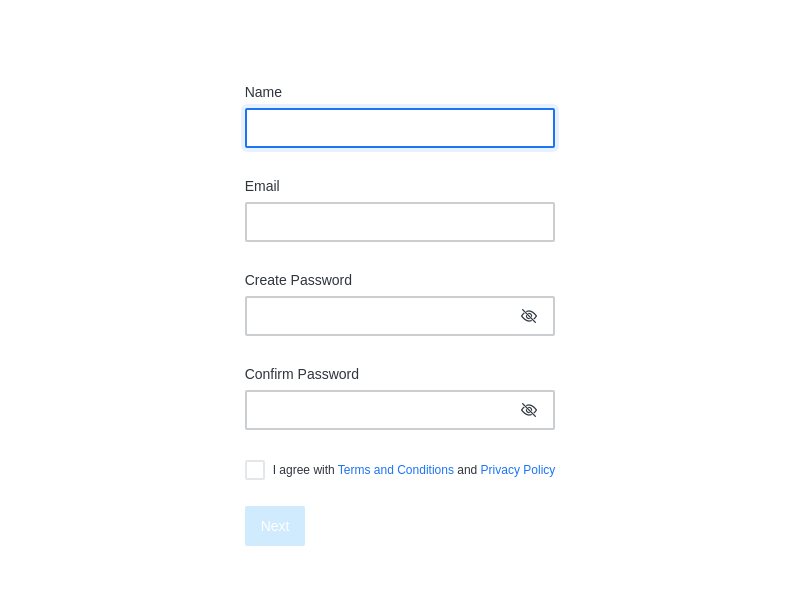 Name
Email
Create Password
Confirm Password
I agree with Terms and Conditions and Privacy Policy
Next